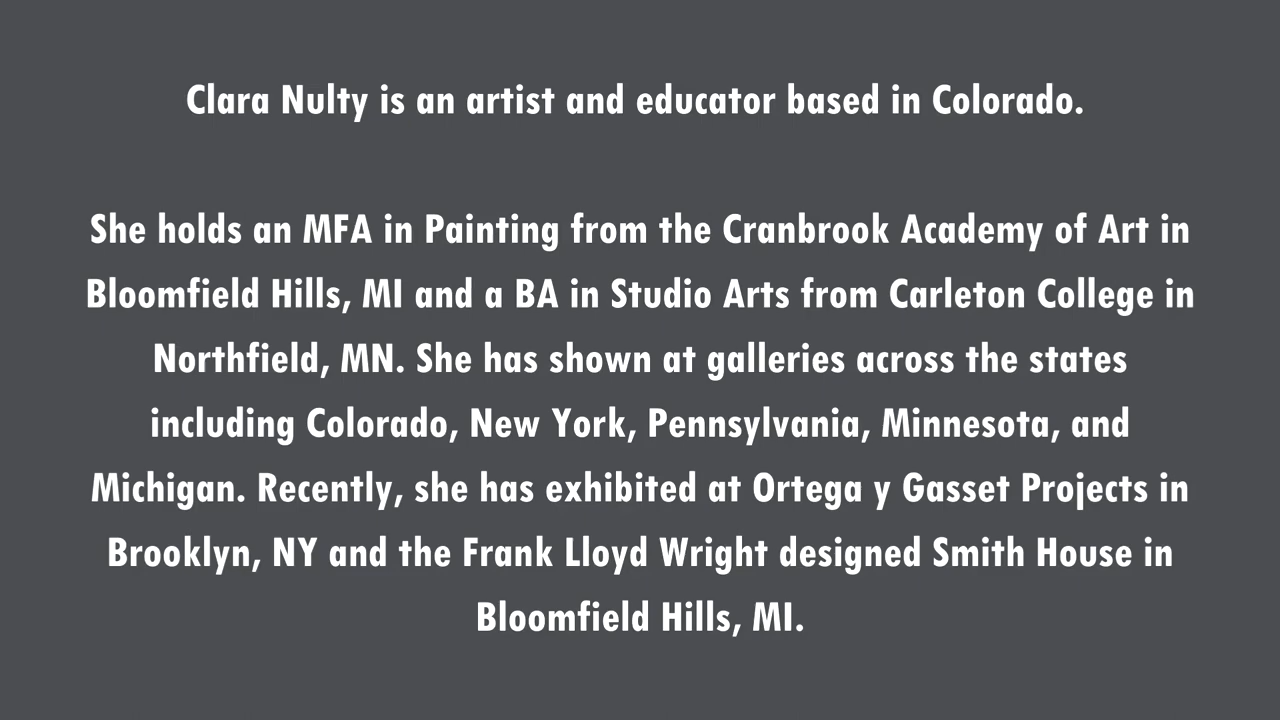 Clara Nulty is an artist and educator based in Colorado.
She holds an MFA in Painting from the Cranbrook Academy of Art in
Bloomfield Hills, MI and a BA in Studio Arts from Carleton College in
Northfield, MN. She has shown at galleries across the states
including Colorado, New York, Pennsylvania, Minnesota, and
Michigan. Recently, she has exhibited at Ortega y Gasset Projects in
Brooklyn, NY and the Frank Lloyd Wright designed Smith House in
Bloomfield Hills, MI.